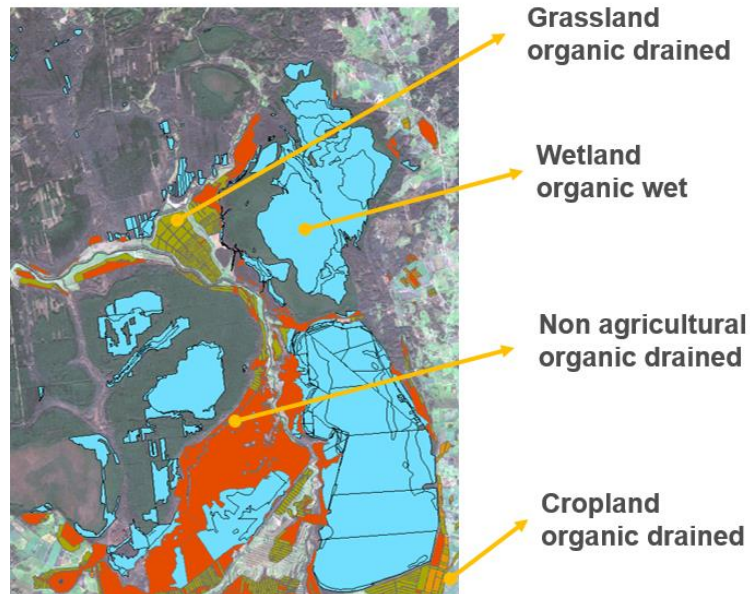 Grassland
organic drained
Wetland
organic wet
Non agricultural
organic drained
Cropland
organic drained